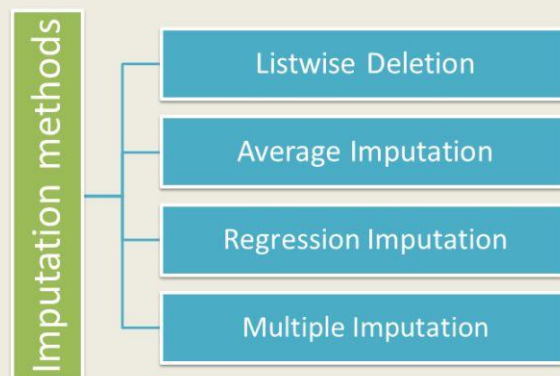 Imputation methods
Listwise Deletion
Average Imputation
Regression Imputation
Multiple Imputation